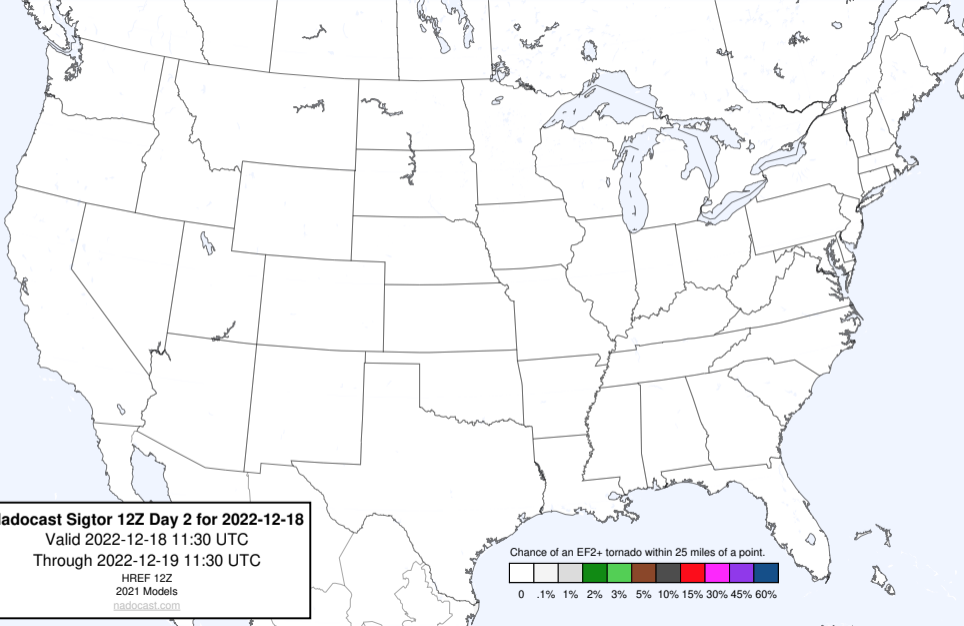 adocast Sigtor 12Z Day 2 for 2022-12-18
Valid 2022-12-18 11:30 UTC
Through 2022-12-19 11:30 UTC
HREF 12Z
2021 Models
nadocast.com
Chance of an EF2+ tornado within 25 miles of a point.
0 .1% 1% 2% 3% 5% 10% 15% 30% 45% 60%